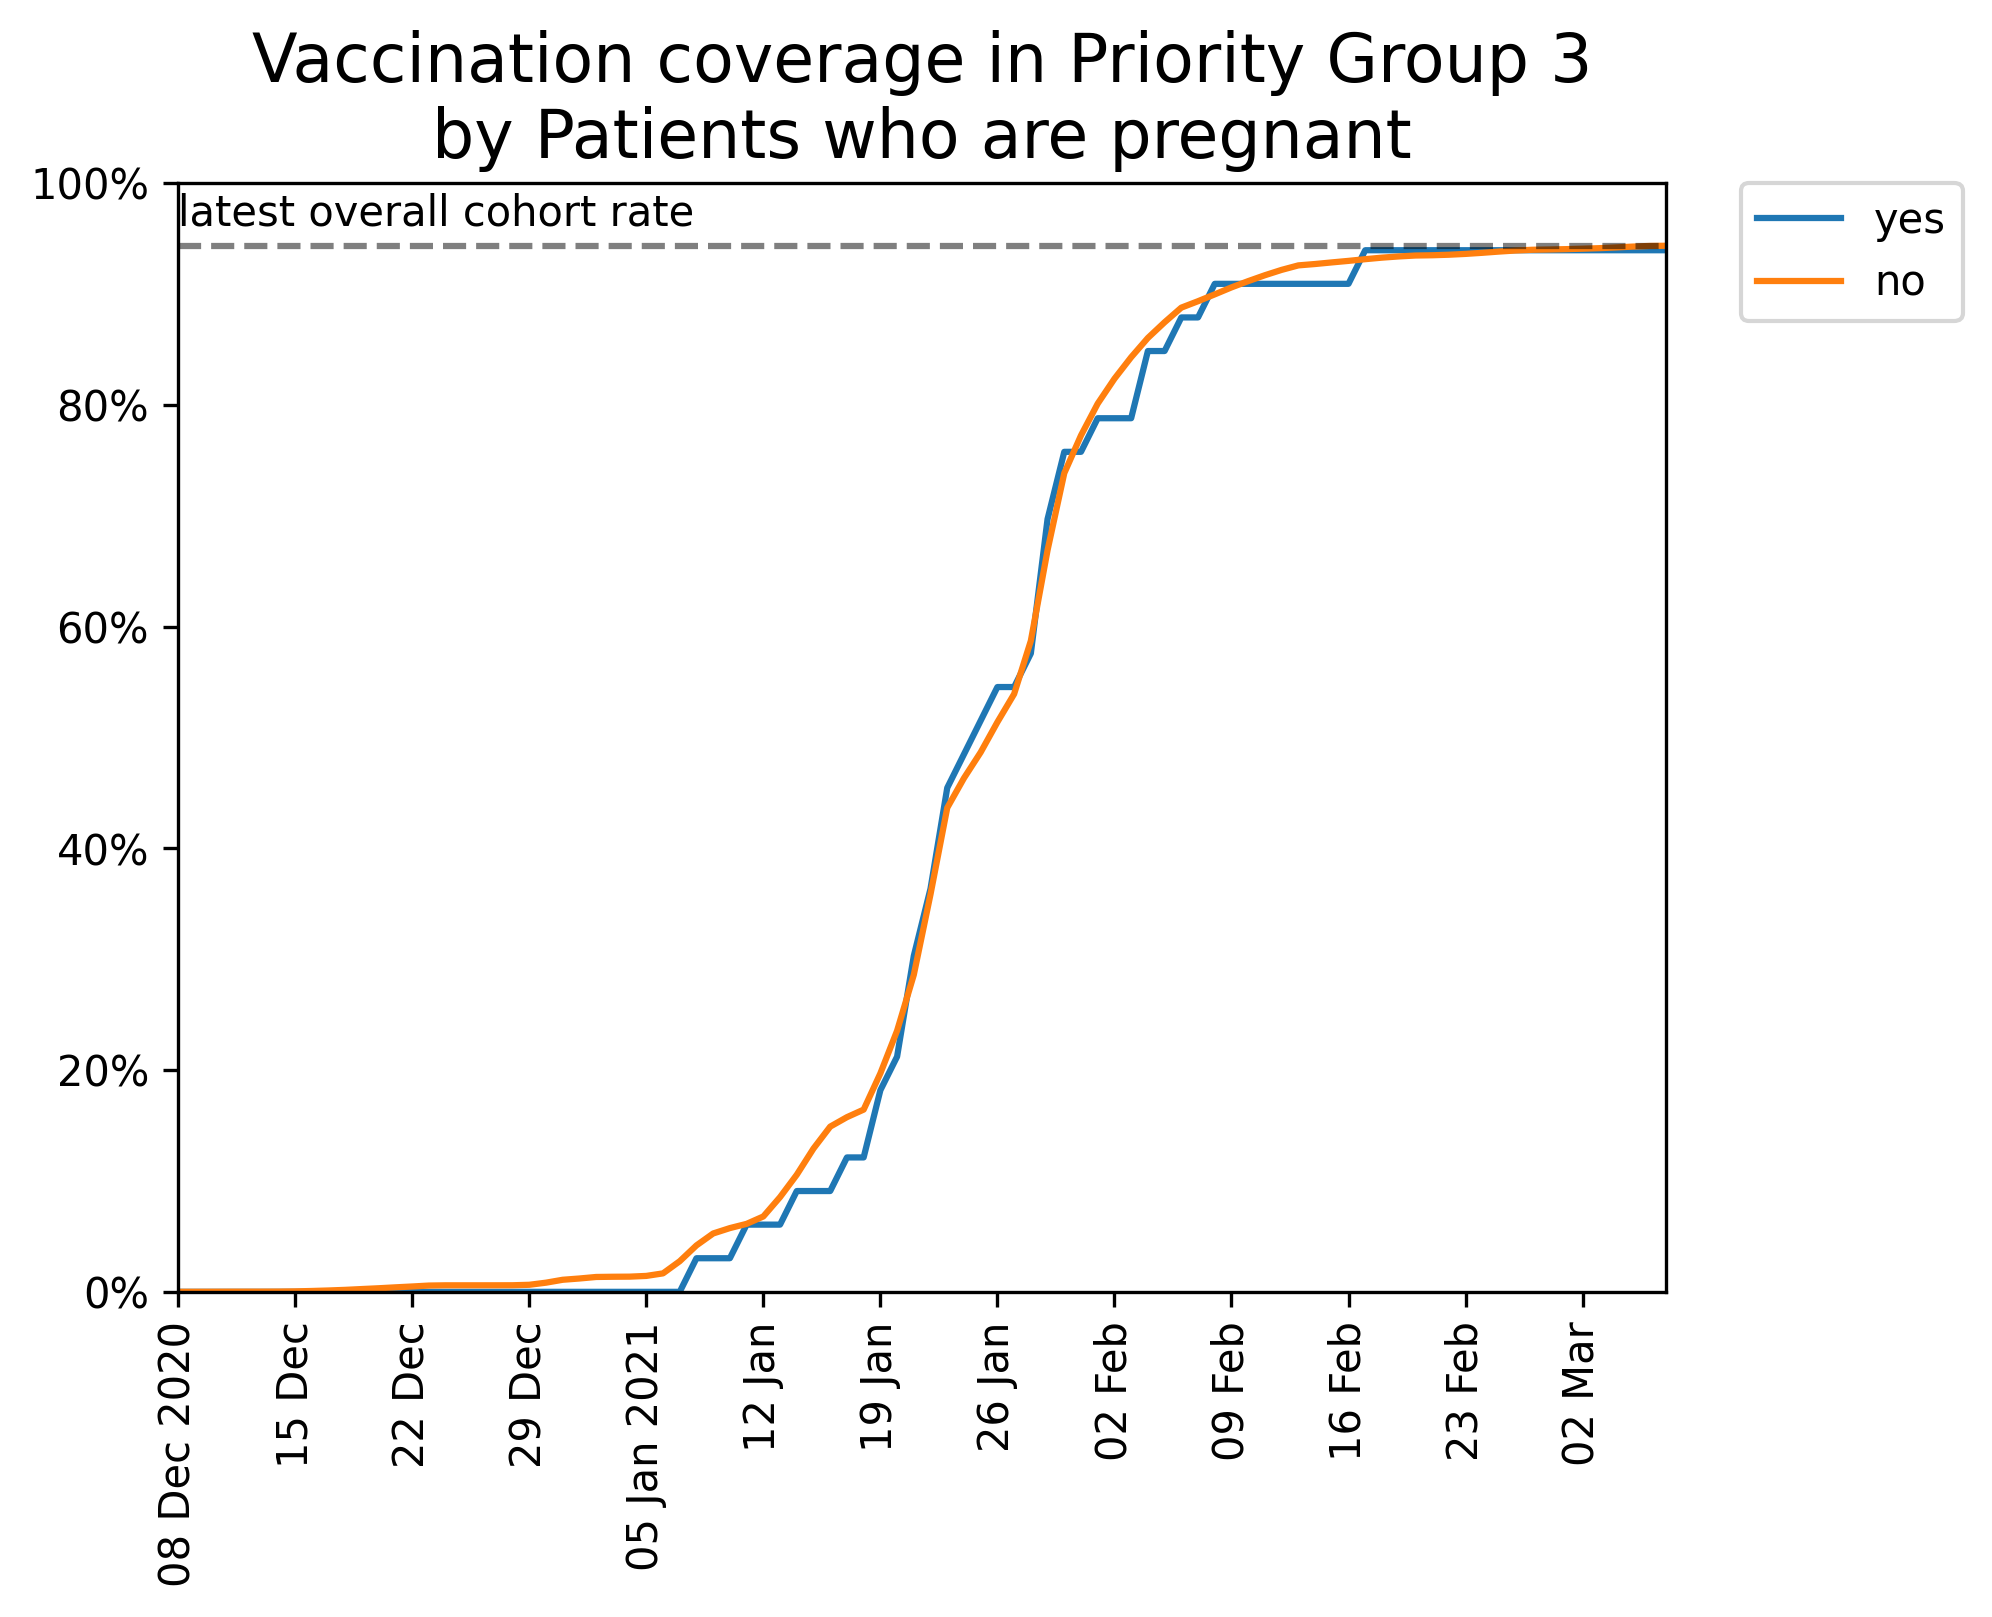 Vaccination coverage in Priority Group 3
by Patients who are pregnant
100%
latest overall cohort rate
yes
no
80%
60%
40%
20%
0%
08 Dec 2020
15 Dec
22 Dec
29 Dec
05 Jan 2021
12 Jan
19 Jan
26 Jan
02 Feb
09 Feb
16 Feb
23 Feb
02 Mar